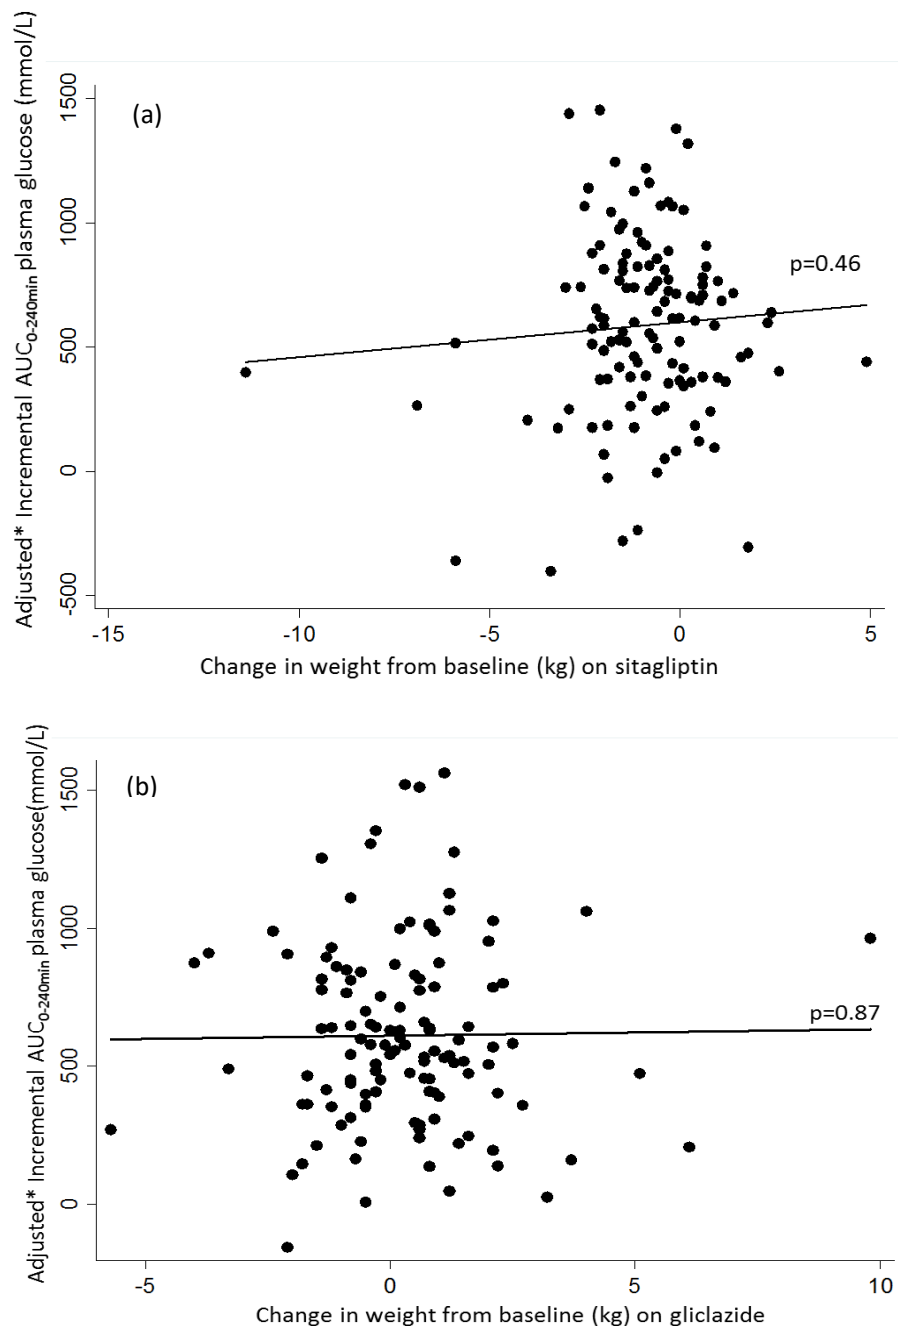 Adjusted* Incremental AUC0-240min plasma glucose (mmol/L)
(a)
1500
1000
500
0
-500
p=0.46
-15 -10 -5 0 5
Change in weight from baseline (kg) on sitagliptin
Adjusted* Incremental AUC0-240min plasma glucose(mmol/L)
(b)
1500
1000
500
0
p=0.87
-5 0 5 10
Change in weight from baseline (kg) on gliclazide